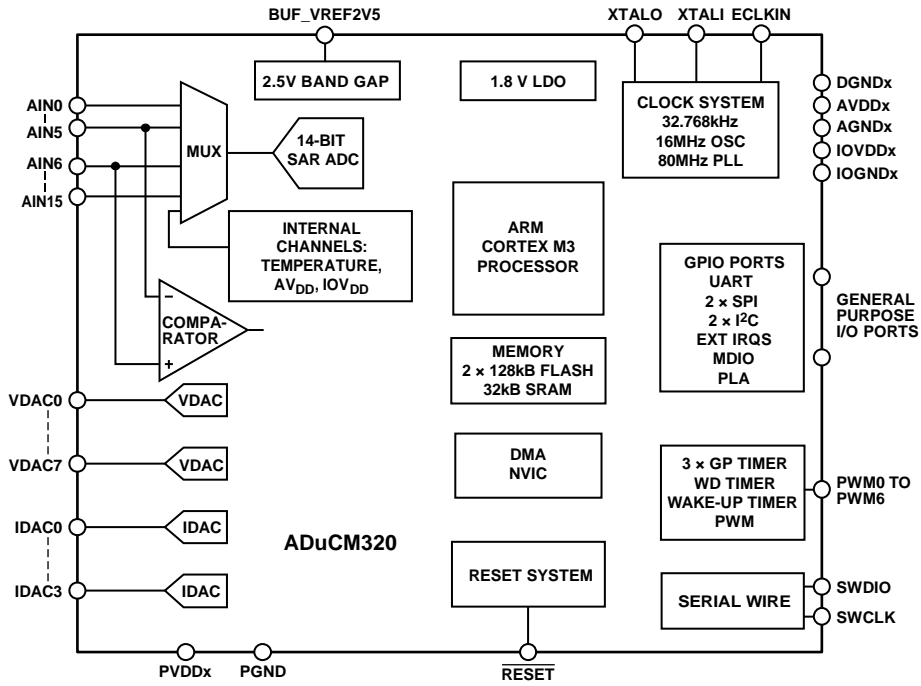 BUF_VREF2V5
XTALO
XTALI
ECLKIN
2.5V BAND GAP
1.8 V LDO
CLOCK SYSTEM
32.768kHz
16MHz OSC
80MHz PLL
DGNDx
AVDDx
AGNDx
IOVDDx
IOGNDx
AIN0
AIN5
AIN6
AIN15
MUX
14-BIT
SAR ADC
INTERNAL
CHANNELS:
TEMPERATURE,
AVDD, IOVDD
ARM
CORTEX M3
PROCESSOR
GPIO PORTS
UART
2 × SPI
2 × I2C
EXT IRQS
MDIO
PLA
GENERAL
PURPOSE
I/O PORTS
–
COMPA-
RATOR
+
MEMORY
2 × 128kB FLASH
32kB SRAM
VDAC0
VDAC
VDAC7
VDAC
DMA
NVIC
3 × GP TIMER
WD TIMER
WAKE-UP TIMER
PWM
PWM0 TO
PWM6
IDAC0
IDAC
IDAC3
IDAC
ADuCM320
RESET SYSTEM
SERIAL WIRE
SWDIO
SWCLK
PVDDx
PGND
RESET